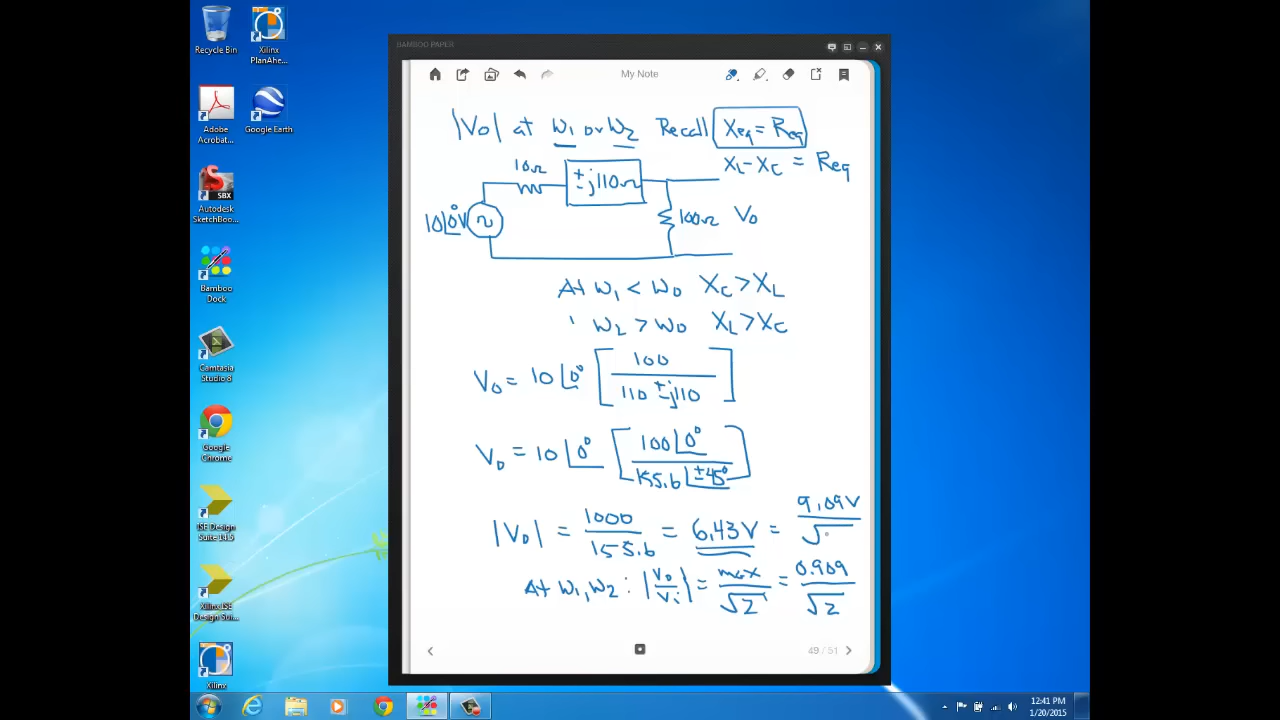 Recycle Bin
Xilinx PlanAhe...
Adobe Acrobat...
Google Earth
SBX
Autodesk SketchBoo...
Bamboo Dock
Camtasia Studio 8
Google Chrome
ISE Design Suite 14.6
Xilinx ISE Design Sui...
Xilinx
BAMBOO PAPER
My Note
|Vo| at ω1 or ω2 Recall Xeq = Req
XL - XC = Req
10Ω
±j110Ω
10∠0° V
100Ω Vo
At ω1 < ω0 XC > XL
ω2 > ω0 XL > XC
Vo = 10∠0° [100 / 110 ± j110]
Vo = 10∠0° [100∠0° / 155.6∠±45°]
|Vo| = 1000 / 155.6 = 6.43V = 9.09V / √
At ω1, ω2 : |Vo / Vi| = max / √2 = 0.909 / √2
49 / 51
12:41 PM
1/20/2015